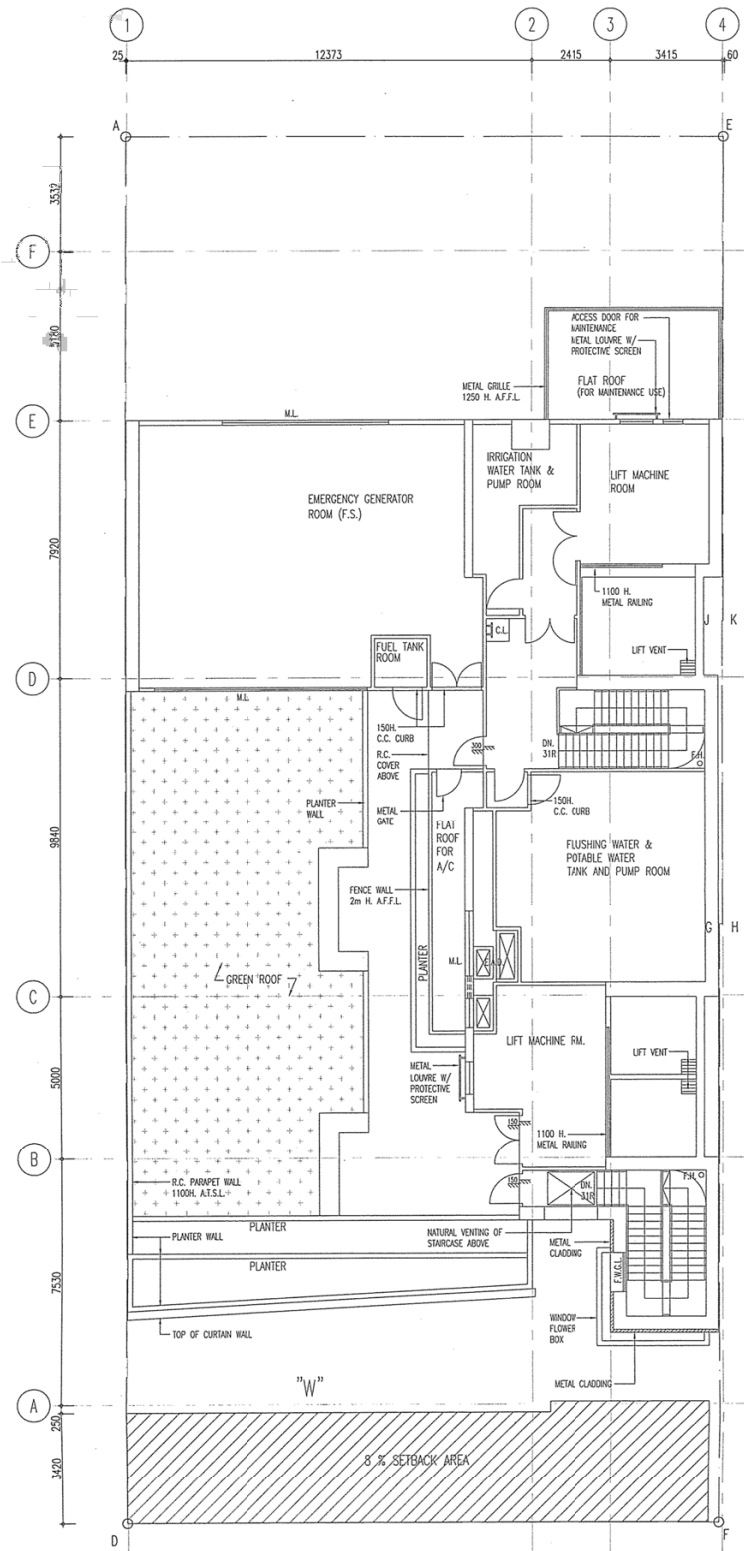 1
2
3
4
25
12373
2415
3415
60
A
E
3532
F
5180
ACCESS DOOR FOR
MAINTENANCE
METAL LOUVRE W/
PROTECTIVE SCREEN
METAL GRILLE
1250 H. A.F.F.L.
FLAT ROOF
(FOR MAINTENANCE USE)
E
M.L.
IRRIGATION
WATER TANK &
PUMP ROOM
LIFT MACHINE
ROOM
EMERGENCY GENERATOR
ROOM (F.S.)
7920
1100 H.
METAL RAILING
J
K
C.L.
FUEL TANK
ROOM
LIFT VENT
D
M.L.
150H.
C.C. CURB
R.C.
COVER
ABOVE
300
DN.
31R
F.H.
PLANTER
WALL
METAL
GATE
150H.
C.C. CURB
9840
FLAT
ROOF
FOR
A/C
FLUSHING WATER &
POTABLE WATER
TANK AND PUMP ROOM
FENCE WALL
2m H. A.F.F.L.
PLANTER
G
H
M.L.
GREEN ROOF
C
LIFT MACHINE RM.
LIFT VENT
METAL
LOUVRE W/
PROTECTIVE
SCREEN
5000
150
1100 H.
METAL RAILING
B
R.C. PARAPET WALL
1100H. A.T.S.L.
150
DN.
31R
F.H.
PLANTER
PLANTER WALL
NATURAL VENTING OF
STAIRCASE ABOVE
METAL
CLADDING
PLANTER
F.W.G.L.
7530
TOP OF CURTAIN WALL
WINDOW
FLOWER
BOX
"W"
METAL CLADDING
A
250
3420
8 % SETBACK AREA
D
F